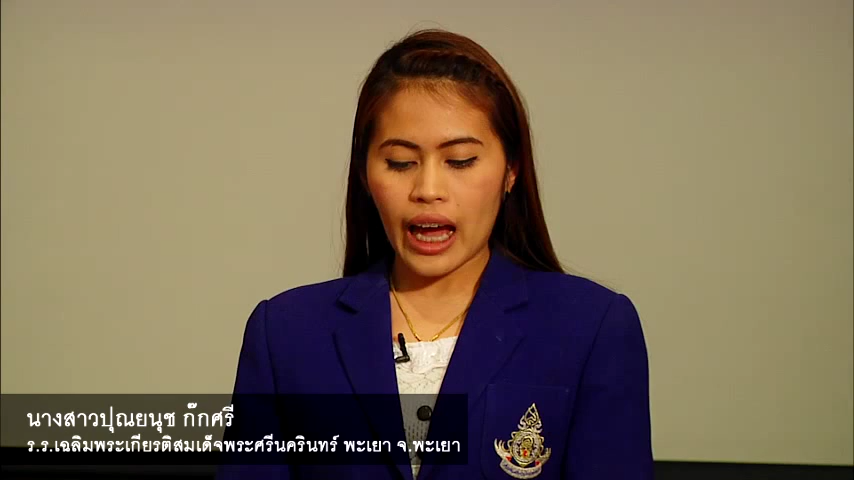 นางสาวปุณยนุช ก๊กศรี
ร.ร.เฉลิมพระเกียรติสมเด็จพระศรีนครินทร์ พะเยา จ.พะเยา